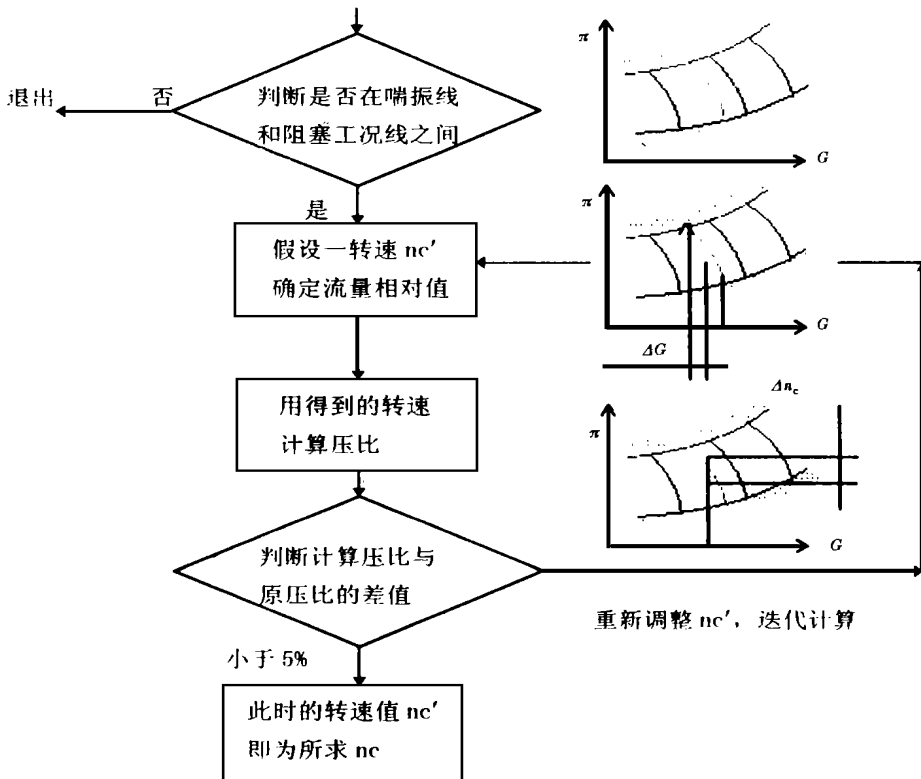 π
G
判断是否在喘振线
和阻塞工况线之间
否
退出
是
假设一转速 nc′
确定流量相对值
π
G
ΔG
Δnc
用得到的转速
计算压比
π
G
判断计算压比与
原压比的差值
重新调整 nc′，迭代计算
小于 5%
此时的转速值 nc′
即为所求 nc